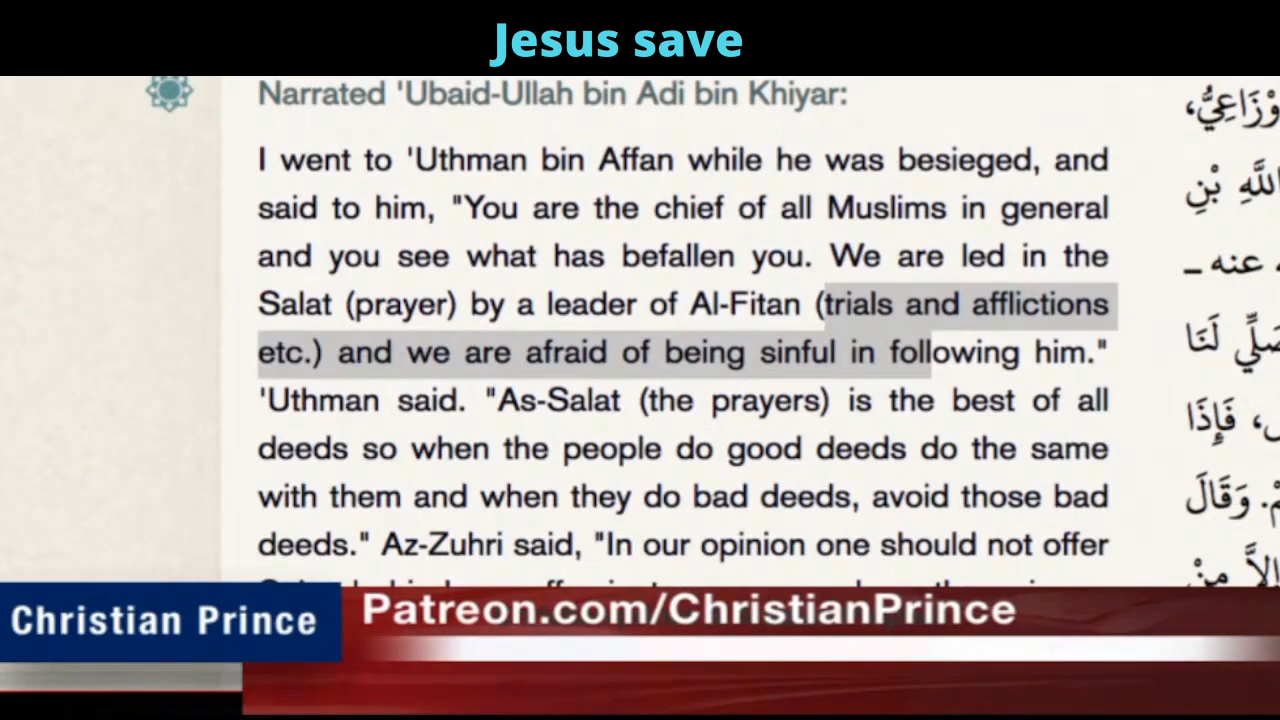 Jesus save
Narrated 'Ubaid-Ullah bin Adi bin Khiyar:
I went to 'Uthman bin Affan while he was besieged, and
said to him, "You are the chief of all Muslims in general
and you see what has befallen you. We are led in the
Salat (prayer) by a leader of Al-Fitan (trials and afflictions
etc.) and we are afraid of being sinful in following him."
'Uthman said. "As-Salat (the prayers) is the best of all
deeds so when the people do good deeds do the same
with them and when they do bad deeds, avoid those bad
deeds." Az-Zuhri said, "In our opinion one should not offer
اللَّهِ بْنِ
عنه ـ
لَنَا
فَإِذَا
وَقَالَ
Christian Prince
Patreon.com/ChristianPrince